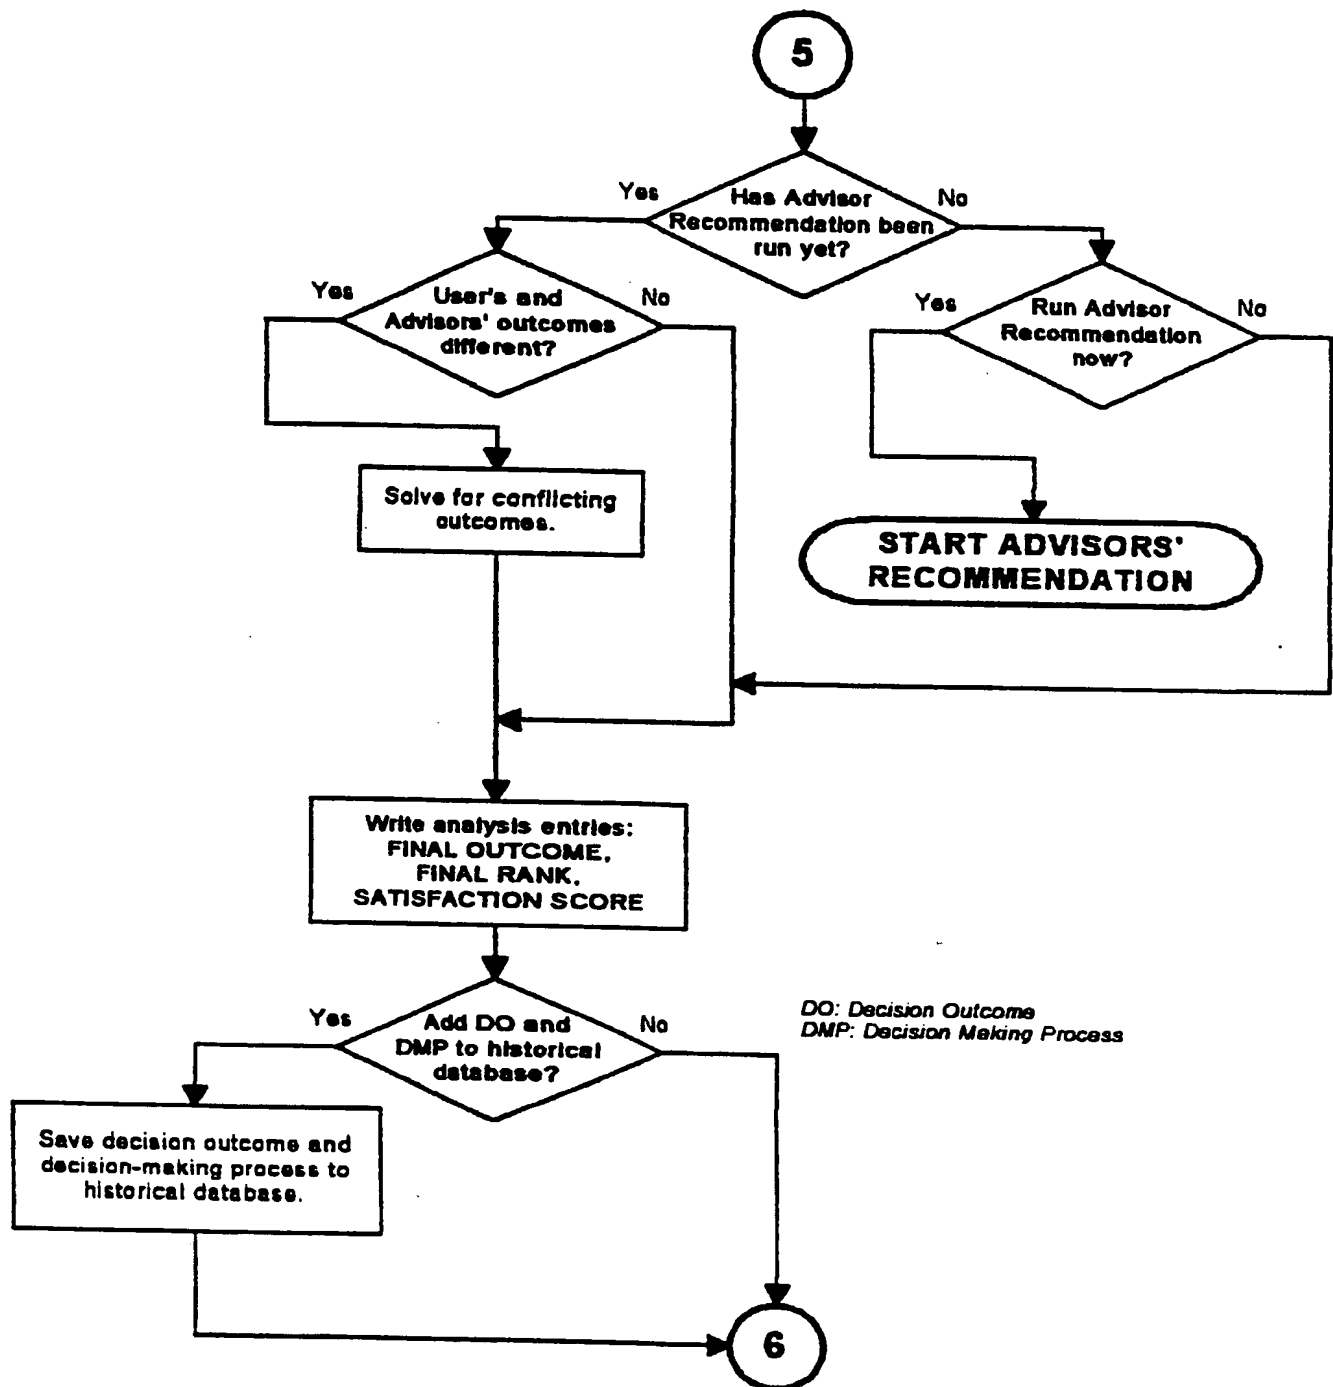 5
Yes
Has Advisor
Recommendation been
run yet?
No
Yes
User's and
Advisors' outcomes
different?
No
Yes
Run Advisor
Recommendation
now?
No
Solve for conflicting
outcomes.
START ADVISORS'
RECOMMENDATION
Write analysis entries:
FINAL OUTCOME,
FINAL RANK,
SATISFACTION SCORE
Yes
Add DO and
DMP to historical
database?
No
DO: Decision Outcome
DMP: Decision Making Process
Save decision outcome and
decision-making process to
historical database.
6